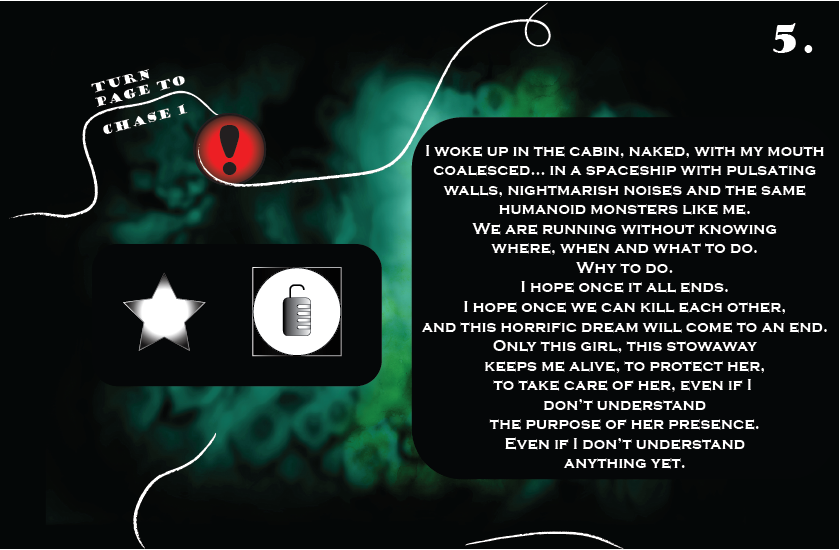 5.
TURN
PAGE TO
CHASE 1
I WOKE UP IN THE CABIN, NAKED, WITH MY MOUTH
COALESCED... IN A SPACESHIP WITH PULSATING
WALLS, NIGHTMARISH NOISES AND THE SAME
HUMANOID MONSTERS LIKE ME.
WE ARE RUNNING WITHOUT KNOWING
WHERE, WHEN AND WHAT TO DO.
WHY TO DO.
I HOPE ONCE IT ALL ENDS.
I HOPE ONCE WE CAN KILL EACH OTHER,
AND THIS HORRIFIC DREAM WILL COME TO AN END.
ONLY THIS GIRL, THIS STOWAWAY
KEEPS ME ALIVE, TO PROTECT HER,
TO TAKE CARE OF HER, EVEN IF I
DON'T UNDERSTAND
THE PURPOSE OF HER PRESENCE.
EVEN IF I DON'T UNDERSTAND
ANYTHING YET.